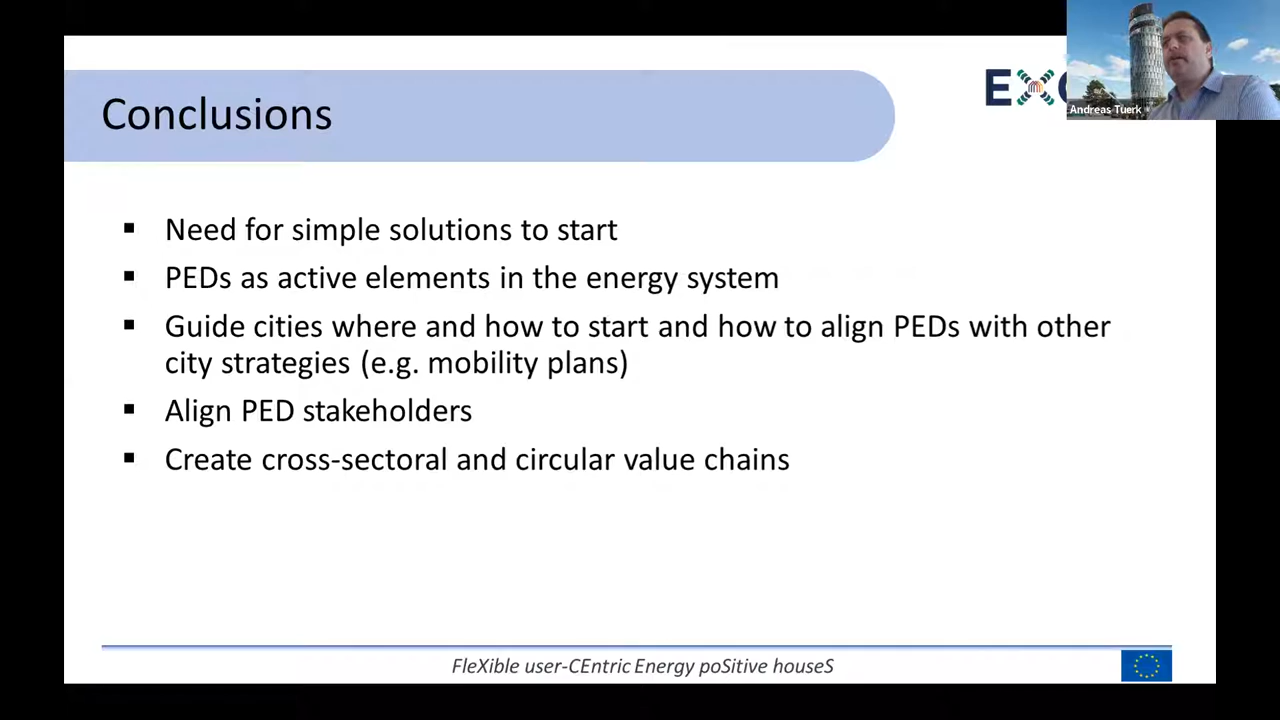 Conclusions
EX
Andreas Tuerk
▪ Need for simple solutions to start
▪ PEDs as active elements in the energy system
▪ Guide cities where and how to start and how to align PEDs with other
city strategies (e.g. mobility plans)
▪ Align PED stakeholders
▪ Create cross-sectoral and circular value chains
FleXible user-CEntric Energy poSitive houseS